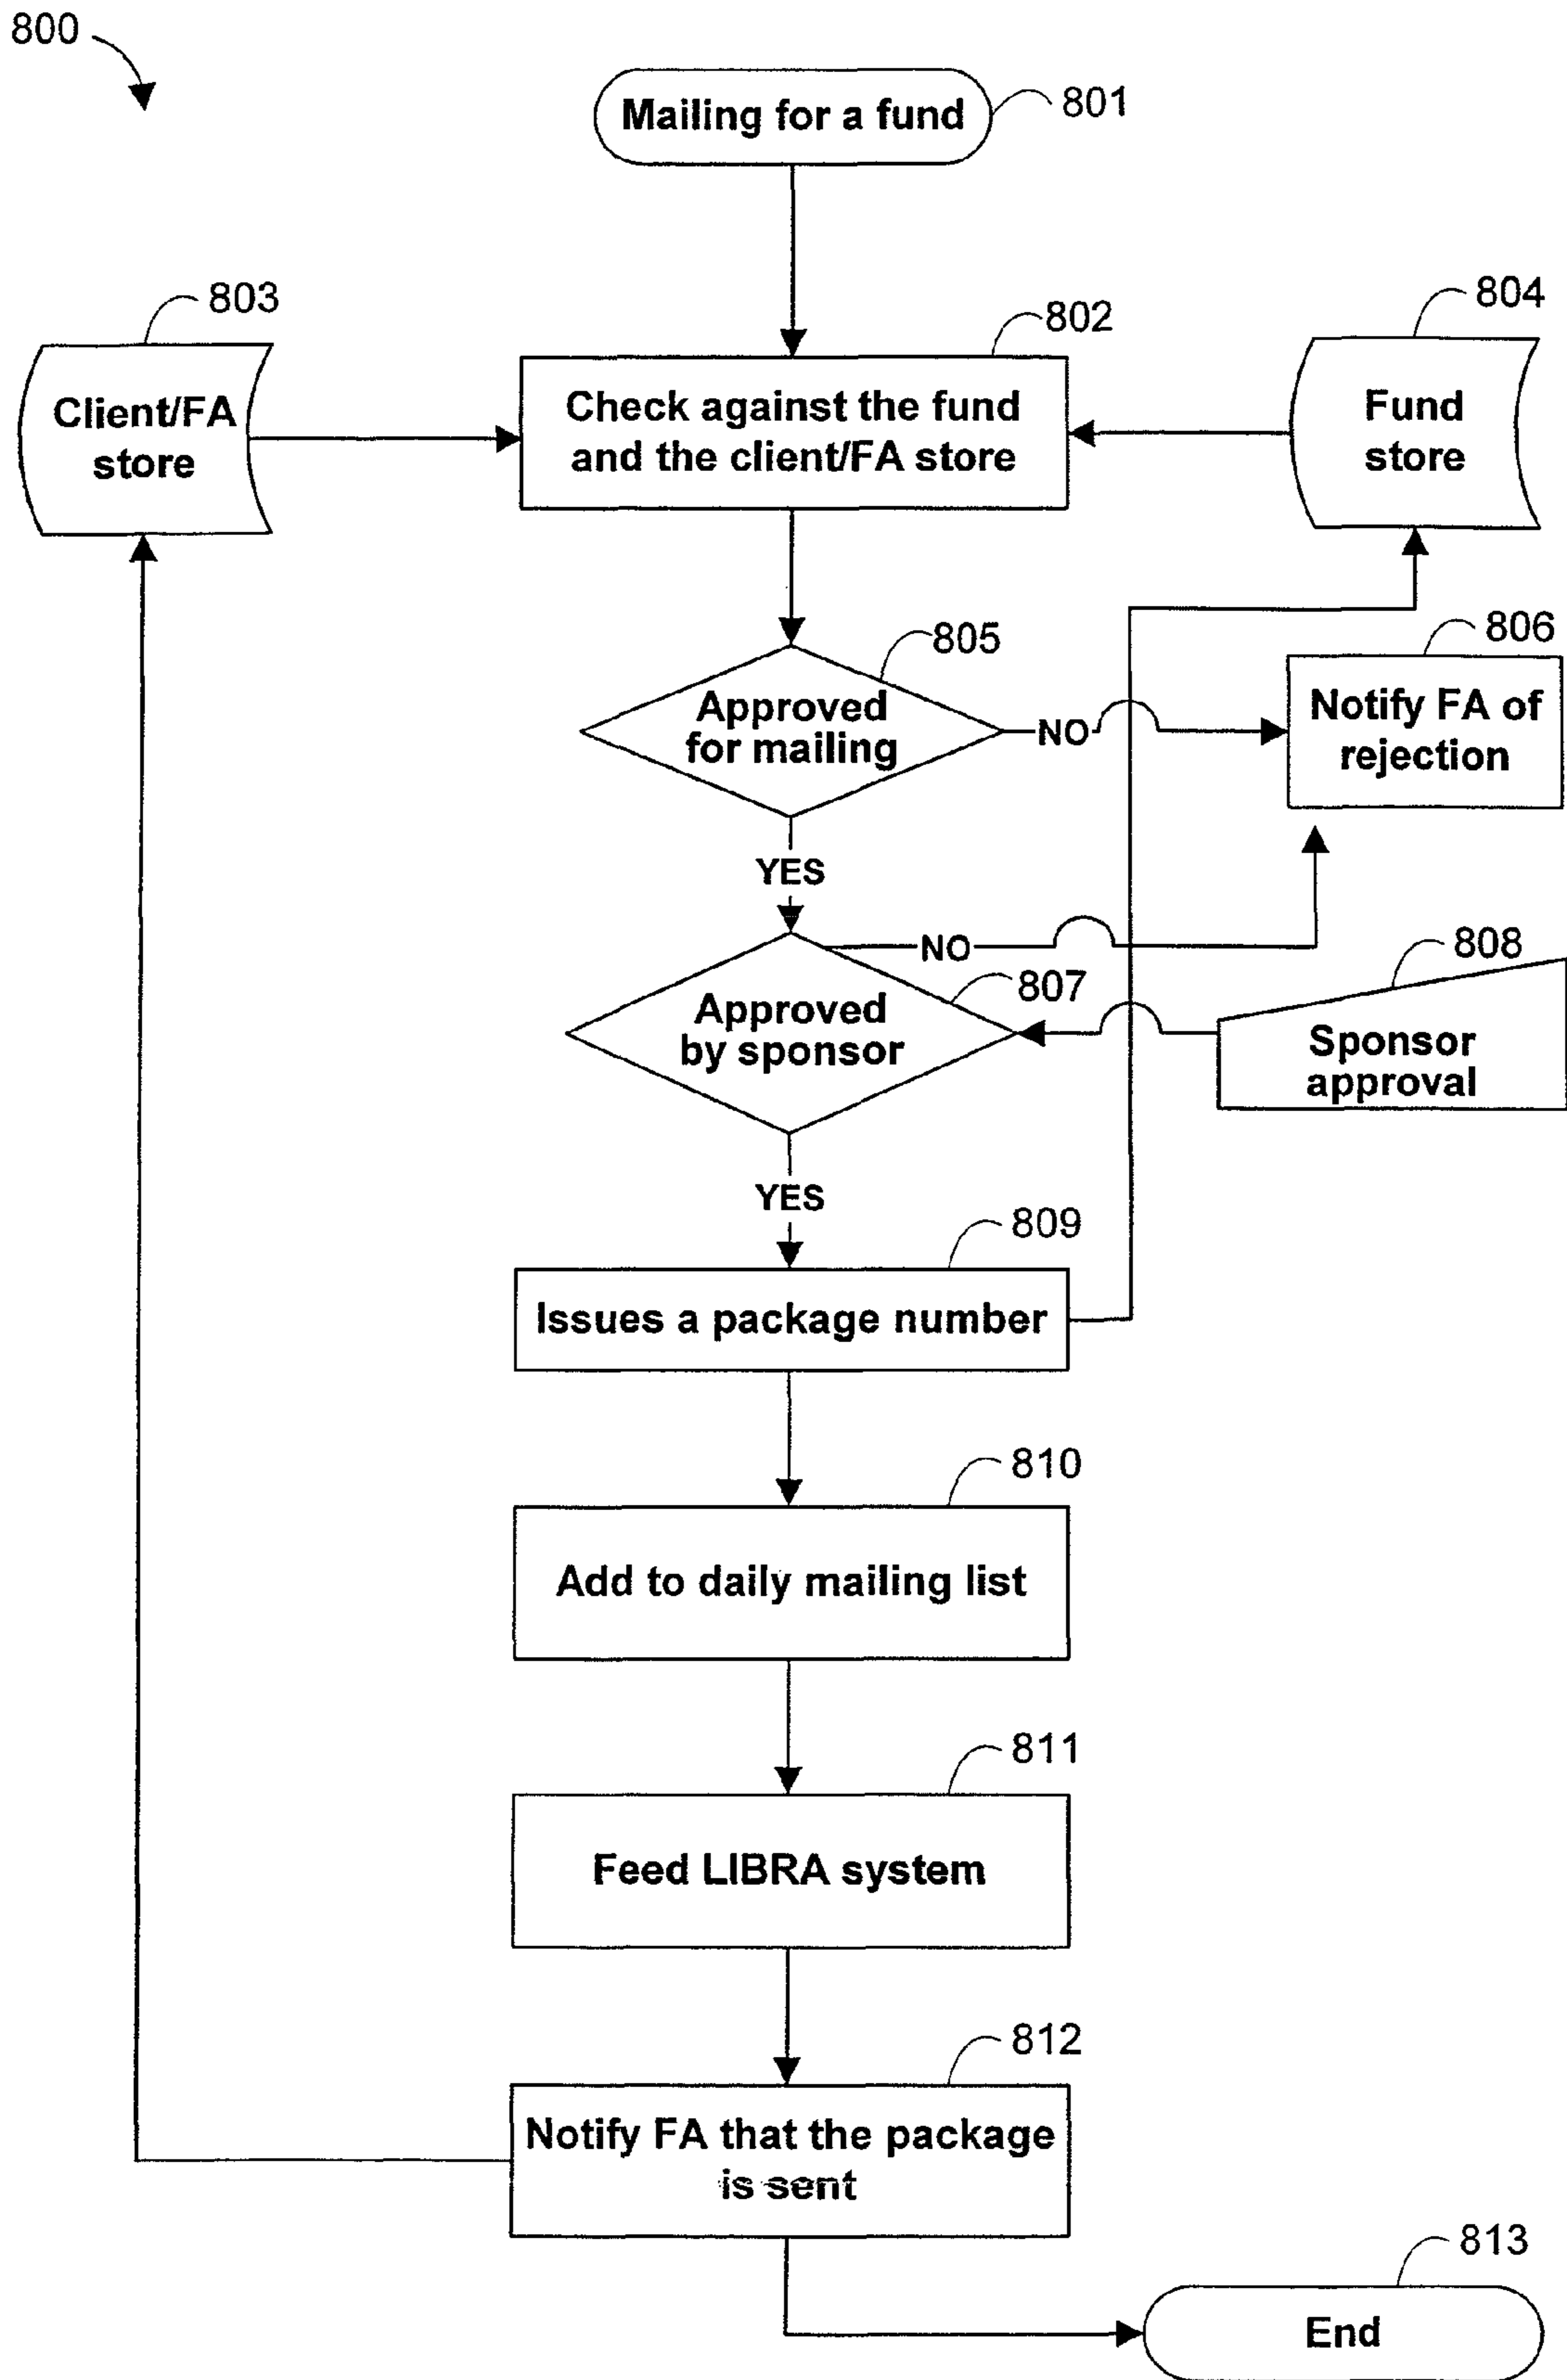 800
Mailing for a fund
801
803
802
804
Client/FA
store
Check against the fund
and the client/FA store
Fund
store
805
806
Approved
for mailing
NO
Notify FA of
rejection
YES
NO
808
807
Approved
by sponsor
Sponsor
approval
YES
809
Issues a package number
810
Add to daily mailing list
811
Feed LIBRA system
812
Notify FA that the package
is sent
813
End